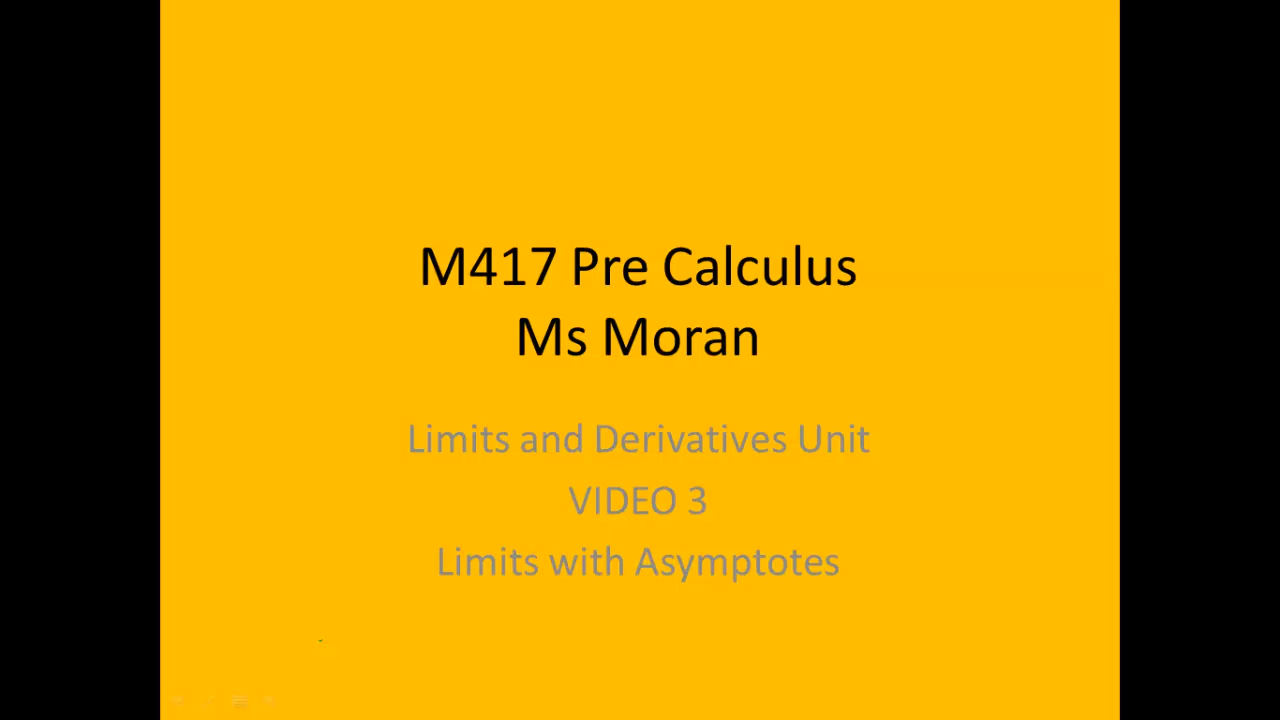 M417 Pre Calculus
Ms Moran
Limits and Derivatives Unit
VIDEO 3
Limits with Asymptotes